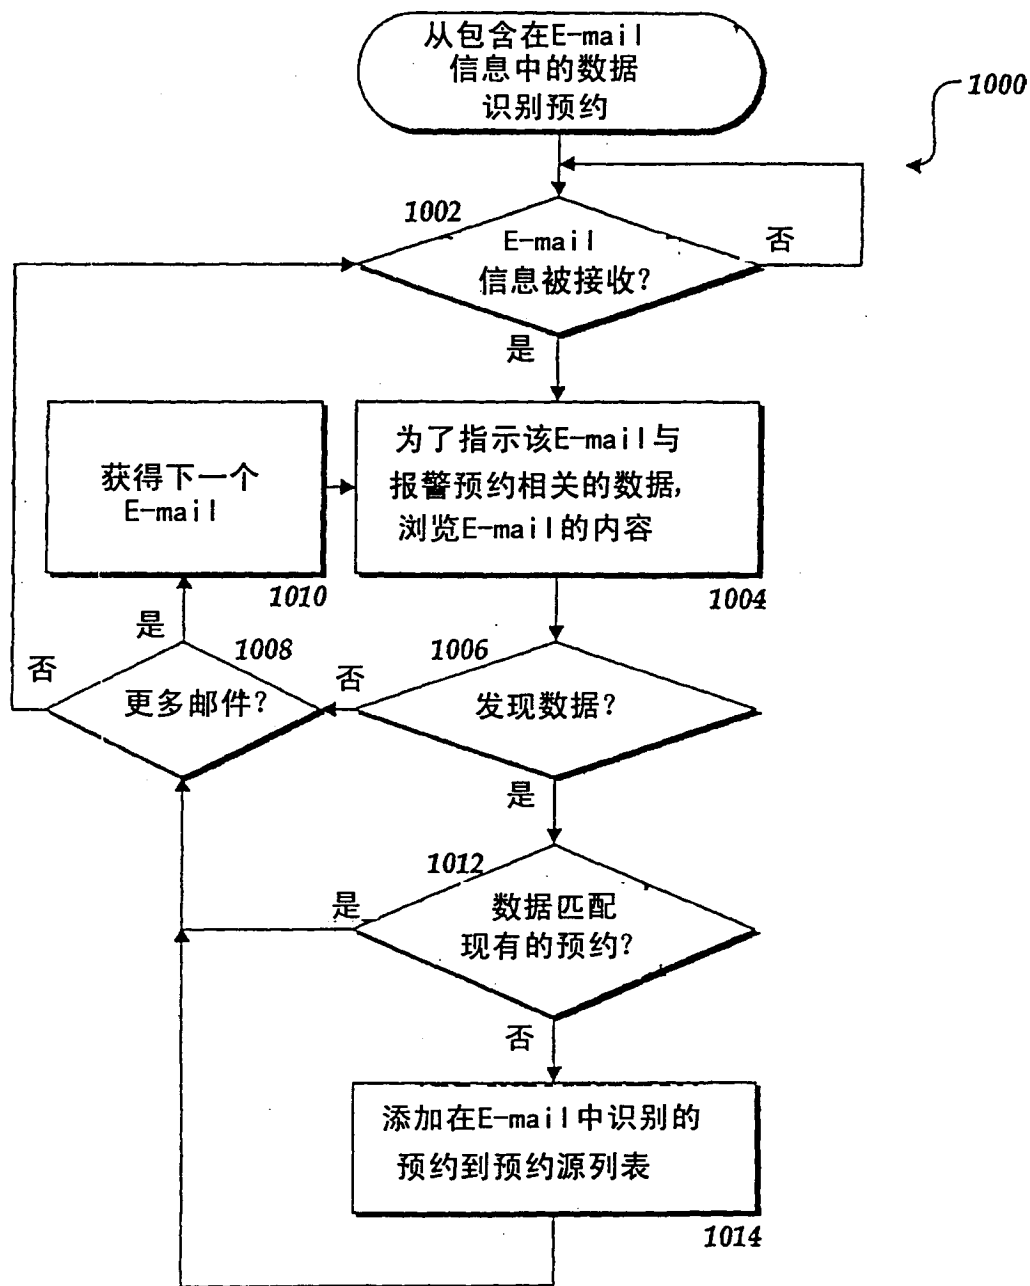 从包含在E-mail
信息中的数据
识别预约
1000
1002
E-mail
信息被接收?
否
是
获得下一个
E-mail
1010
为了指示该E-mail与
报警预约相关的数据,
浏览E-mail的内容
1004
是
否
1008
更多邮件?
否
1006
发现数据?
是
1012
是
数据匹配
现有的预约?
否
添加在E-mail中识别的
预约到预约源列表
1014